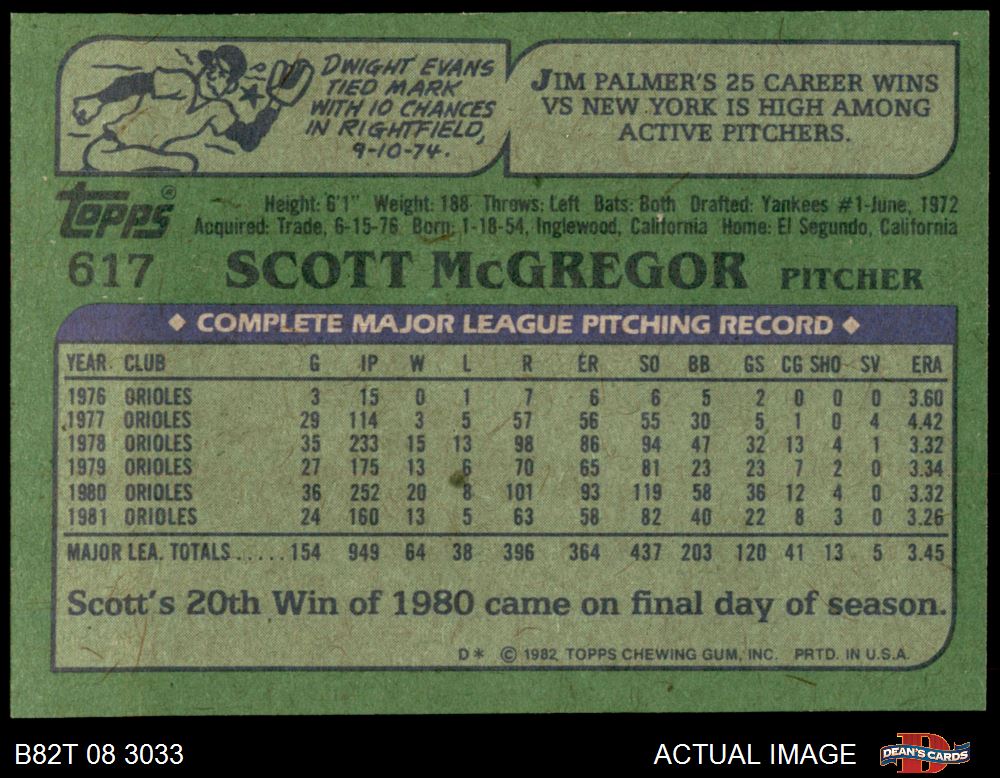 DWIGHT EVANS
TIED MARK
WITH 10 CHANCES
IN RIGHTFIELD,
9-10-74.
JIM PALMER'S 25 CAREER WINS
VS NEW YORK IS HIGH AMONG
ACTIVE PITCHERS.
Topps®
Height: 6'1" Weight: 188 Throws: Left Bats: Both Drafted: Yankees #1-June, 1972
Acquired: Trade, 6-15-76 Born: 1-18-54, Inglewood, California Home: El Segundo, California
617 SCOTT McGREGOR PITCHER
◆ COMPLETE MAJOR LEAGUE PITCHING RECORD ◆
YEAR CLUB G IP W L R ER SO BB GS CG SHO SV ERA
1976 ORIOLES 3 15 0 1 7 6 6 5 2 0 0 0 3.60
1977 ORIOLES 29 114 3 5 57 56 55 30 5 1 0 4 4.42
1978 ORIOLES 35 233 15 13 98 86 94 47 32 13 4 1 3.32
1979 ORIOLES 27 175 13 6 70 65 81 23 23 7 2 0 3.34
1980 ORIOLES 36 252 20 8 101 93 119 58 36 12 4 0 3.32
1981 ORIOLES 24 160 13 5 63 58 82 40 22 8 3 0 3.26
MAJOR LEA. TOTALS.....154 949 64 38 396 364 437 203 120 41 13 5 3.45
Scott's 20th Win of 1980 came on final day of season.
D* © 1982 TOPPS CHEWING GUM, INC. PRTD. IN U.S.A.
B82T 08 3033
ACTUAL IMAGE
D
DEAN'S CARDS